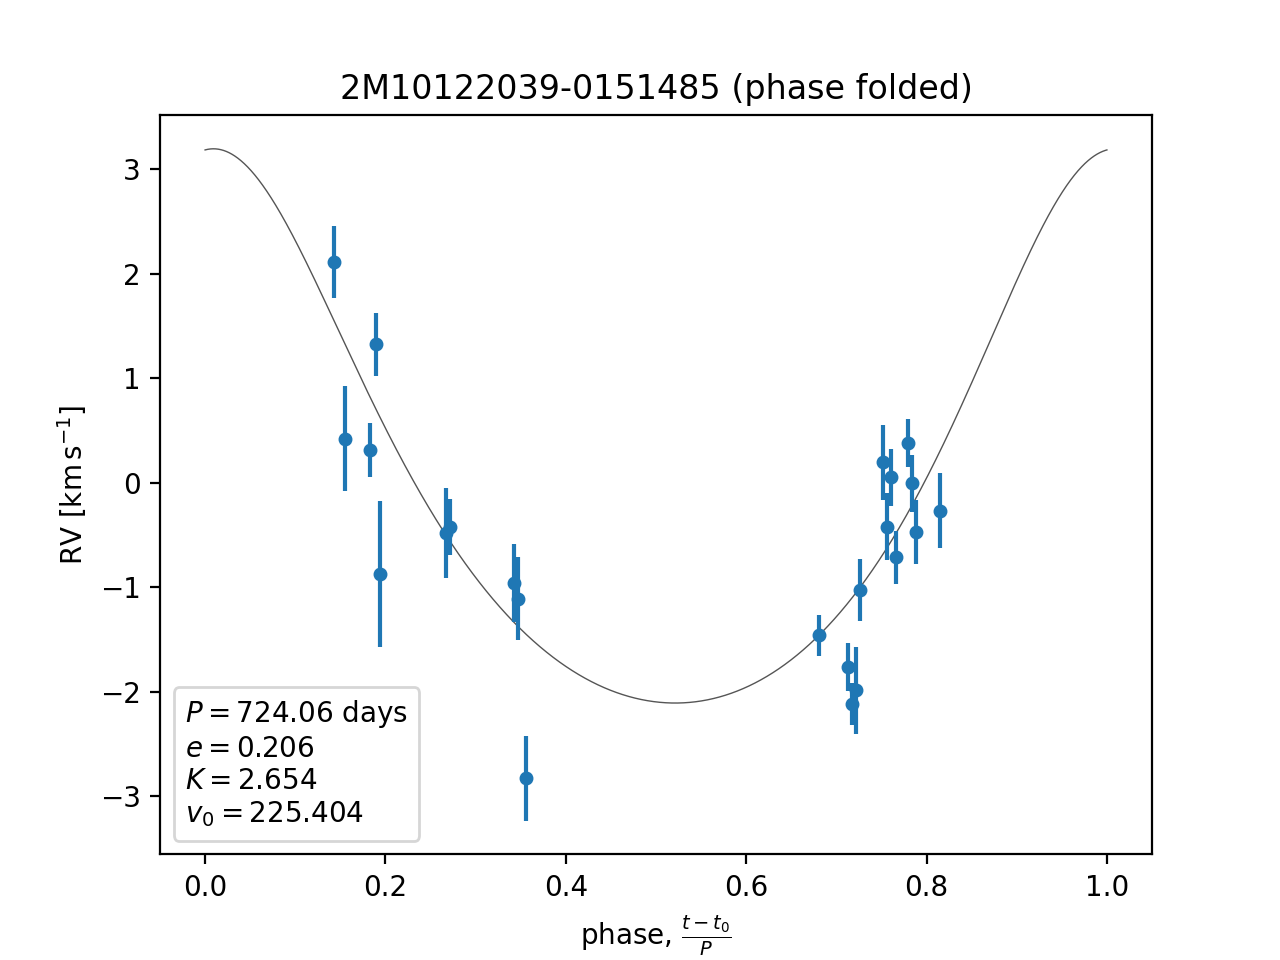 2M10122039-0151485 (phase folded)
RV [km s⁻¹]
3
2
1
0
−1
−2
−3
P = 724.06 days
e = 0.206
K = 2.654
v₀ = 225.404
0.0 0.2 0.4 0.6 0.8 1.0
phase, (t − t₀)/P